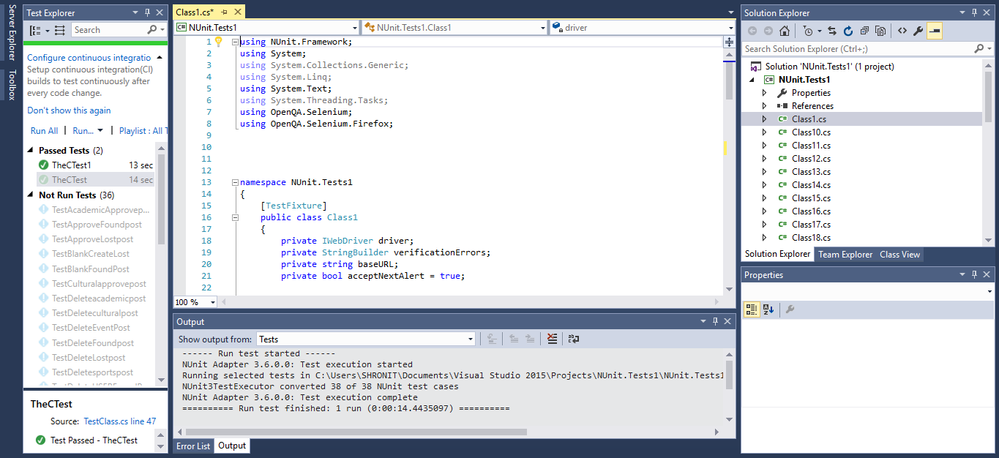 Server Explorer
Toolbox
Test Explorer
Search
Configure continuous integratio
Setup continuous integration(CI)
builds to test continuously after
every code change.
Don't show this again
Run All | Run... | Playlist : All T
Passed Tests (2)
TheCTest1 13 sec
TheCTest 14 sec
Not Run Tests (36)
TestAcademicApprovep...
TestApproveFoundpost
TestApproveLostpost
TestBlankCreateLost
TestBlankFoundPost
TestCulturalapprovepost
TestDeleteacademicpost
TestDeleteculturalpost
TestDeleteEventPost
TestDeleteFoundpost
TestDeleteLostpost
TestDeletesportspost
TheCTest
Source: TestClass.cs line 47
Test Passed - TheCTest
Class1.cs*
C# NUnit.Tests1
NUnit.Tests1.Class1
driver
1 using NUnit.Framework;
2 using System;
3 using System.Collections.Generic;
4 using System.Linq;
5 using System.Text;
6 using System.Threading.Tasks;
7 using OpenQA.Selenium;
8 using OpenQA.Selenium.Firefox;
9
10
11
12
13 namespace NUnit.Tests1
14 {
15 [TestFixture]
16 public class Class1
17 {
18 private IWebDriver driver;
19 private StringBuilder verificationErrors;
20 private string baseURL;
21 private bool acceptNextAlert = true;
22
100 %
Output
Show output from: Tests
------ Run test started ------
NUnit Adapter 3.6.0.0: Test execution started
Running selected tests in C:\Users\SHRONIT\Documents\Visual Studio 2015\Projects\NUnit.Tests1\NUnit.Tests1
NUnit3TestExecutor converted 38 of 38 NUnit test cases
NUnit Adapter 3.6.0.0: Test execution complete
========== Run test finished: 1 run (0:00:14.4435097) ==========
Error List
Output
Solution Explorer
Search Solution Explorer (Ctrl+;)
Solution 'NUnit.Tests1' (1 project)
C# NUnit.Tests1
Properties
References
C# Class1.cs
C# Class10.cs
C# Class11.cs
C# Class12.cs
C# Class13.cs
C# Class14.cs
C# Class15.cs
C# Class16.cs
C# Class17.cs
C# Class18.cs
Solution Explorer
Team Explorer
Class View
Properties